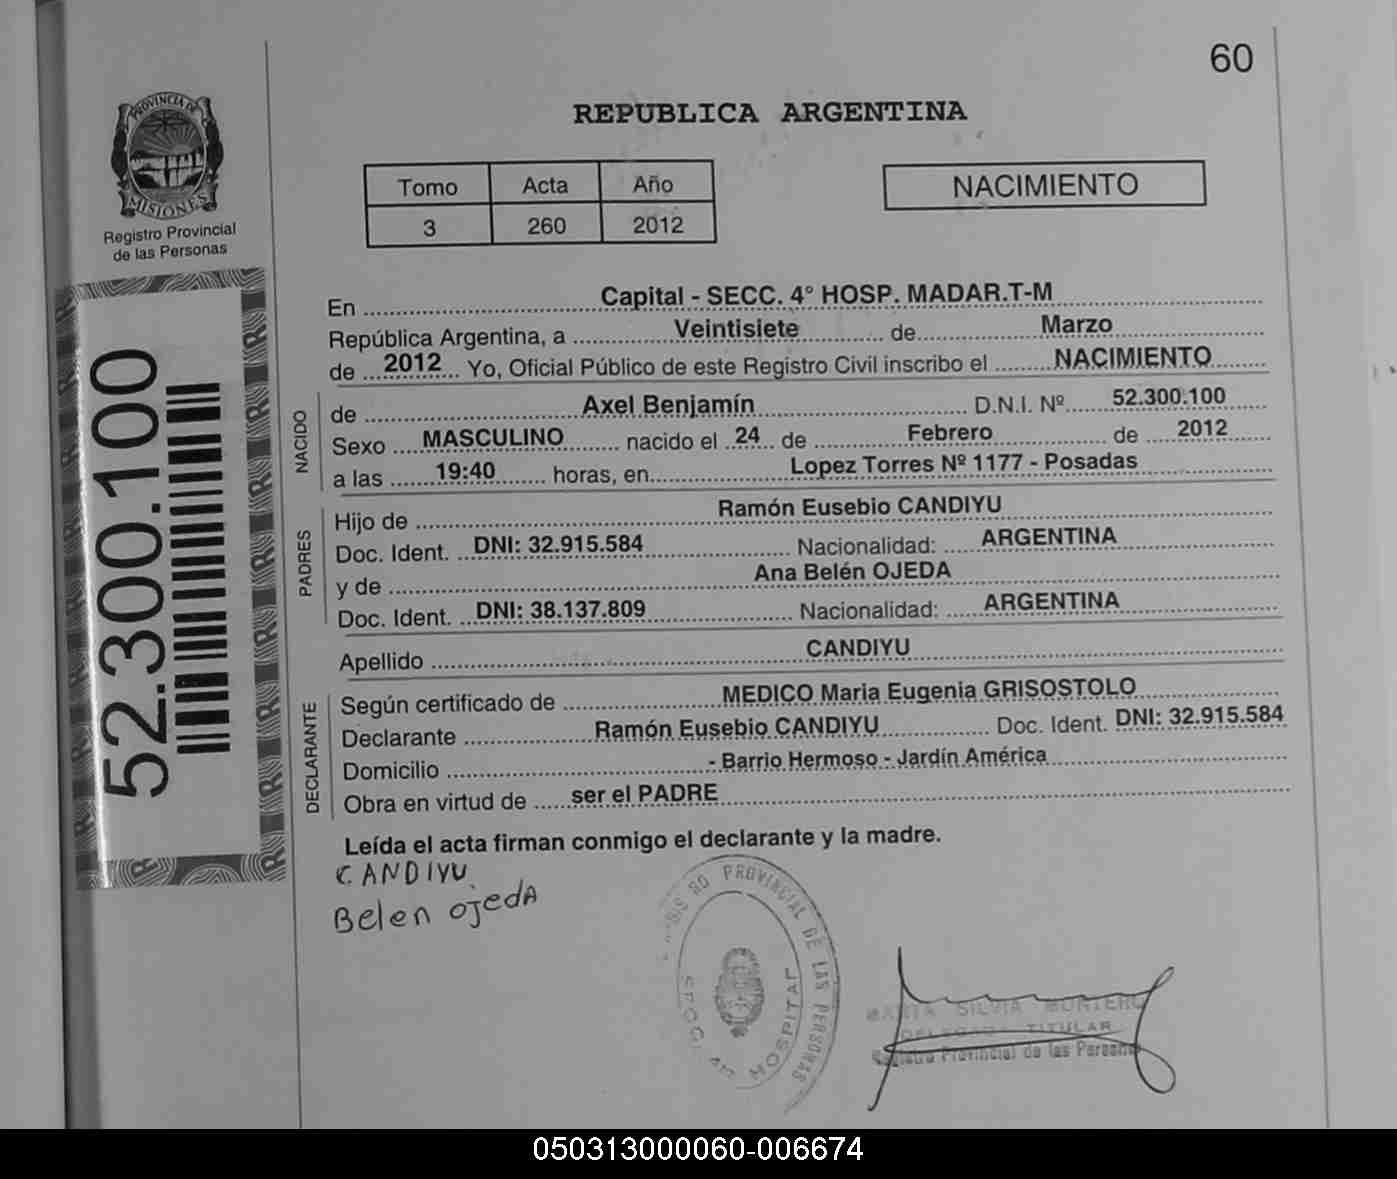 60
PROVINCIA DE
MISIONES
Registro Provincial
de las Personas
52.300.100
REPUBLICA ARGENTINA
Tomo Acta Año
3 260 2012
NACIMIENTO
En Capital - SECC. 4° HOSP. MADAR.T-M
República Argentina, a Veintisiete de Marzo
de 2012 Yo, Oficial Público de este Registro Civil inscribo el NACIMIENTO
NACIDO
de Axel Benjamín D.N.I. Nº 52.300.100
Sexo MASCULINO nacido el 24 de Febrero de 2012
a las 19:40 horas, en Lopez Torres Nº 1177 - Posadas
PADRES
Hijo de Ramón Eusebio CANDIYU
Doc. Ident. DNI: 32.915.584 Nacionalidad: ARGENTINA
y de Ana Belén OJEDA
Doc. Ident. DNI: 38.137.809 Nacionalidad: ARGENTINA
Apellido CANDIYU
DECLARANTE
Según certificado de MEDICO Maria Eugenia GRISOSTOLO
Declarante Ramón Eusebio CANDIYU Doc. Ident. DNI: 32.915.584
Domicilio - Barrio Hermoso - Jardín América
Obra en virtud de ser el PADRE
Leída el acta firman conmigo el declarante y la madre.
CANDIYU
Belen ojedA
PROVINCIAL DE LAS PERSONAS
SECC. HOSPITAL
MARIA SILVIA MONTERO
DELEGADA TITULAR
Registro Provincial de las Personas
050313000060-006674